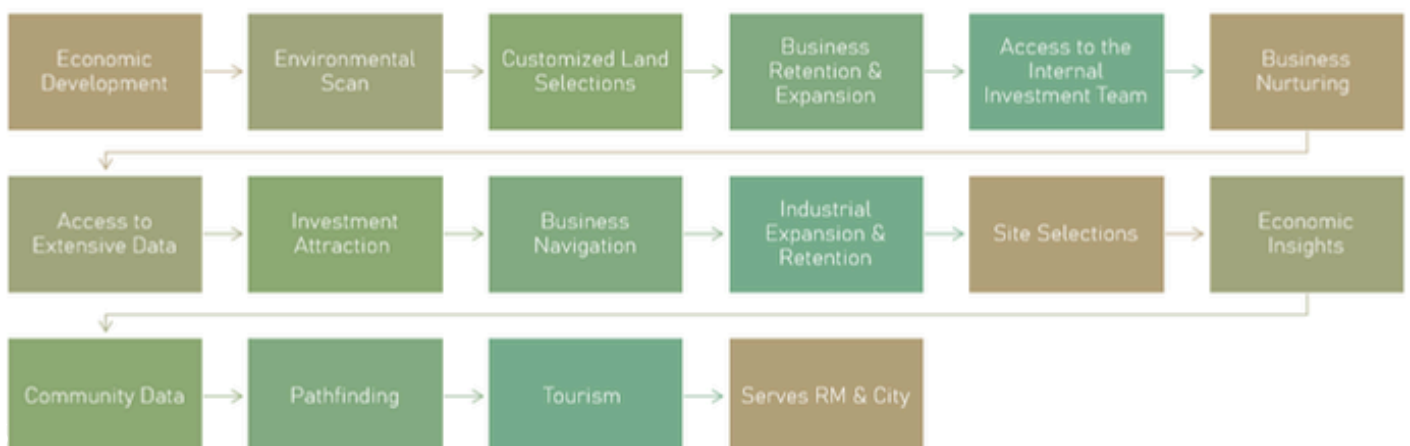 Economic
Development
Environmental
Scan
Customized Land
Selections
Business
Retention &
Expansion
Access to the
Internal
Investment Team
Business
Nurturing
Access to
Extensive Data
Investment
Attraction
Business
Navigation
Industrial
Expansion &
Retention
Site Selections
Economic
Insights
Community Data
Pathfinding
Tourism
Serves RM & City